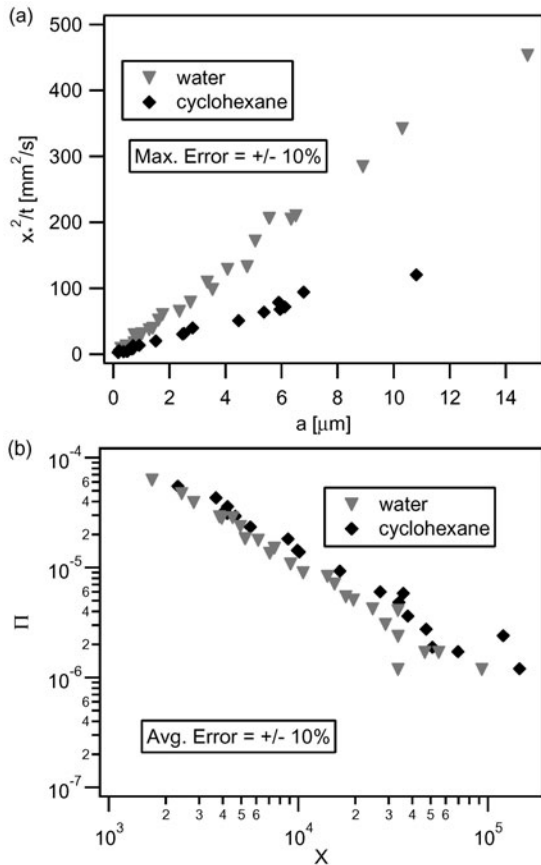 (a)
500
400
300
200
100
0
x*²/t [mm²/s]
water
cyclohexane
Max. Error = +/- 10%
0 2 4 6 8 10 12 14
a [µm]
(b)
10⁻⁴
6
4
2
10⁻⁵
6
4
2
10⁻⁶
6
4
2
10⁻⁷
Π
water
cyclohexane
Avg. Error = +/- 10%
2 3 4 5 6 2 3 4 5 6
10³ 10⁴ 10⁵
X